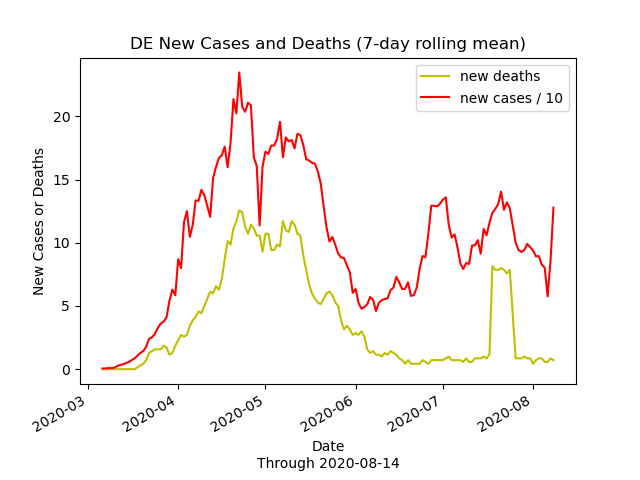 DE New Cases and Deaths (7-day rolling mean)
new deaths
new cases / 10
New Cases or Deaths
20
15
10
5
0
2020-03
2020-04
2020-05
2020-06
2020-07
2020-08
Date
Through 2020-08-14